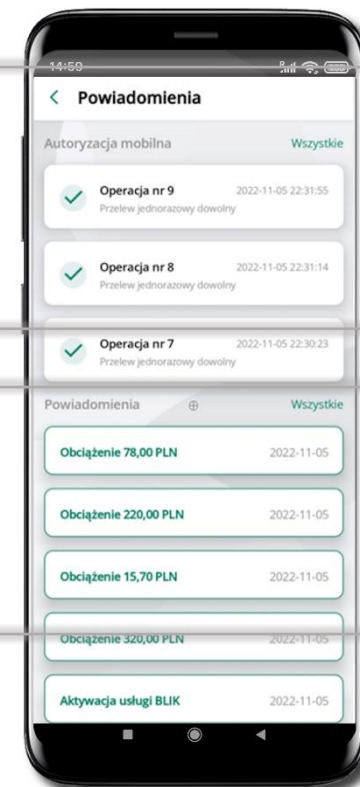 14:59
Powiadomienia
Autoryzacja mobilna Wszystkie
Operacja nr 9 2022-11-05 22:31:55
Przelew jednorazowy dowolny
Operacja nr 8 2022-11-05 22:31:14
Przelew jednorazowy dowolny
Operacja nr 7 2022-11-05 22:30:23
Przelew jednorazowy dowolny
Powiadomienia Wszystkie
Obciążenie 78,00 PLN 2022-11-05
Obciążenie 220,00 PLN 2022-11-05
Obciążenie 15,70 PLN 2022-11-05
Obciążenie 320,00 PLN 2022-11-05
Aktywacja usługi BLIK 2022-11-05